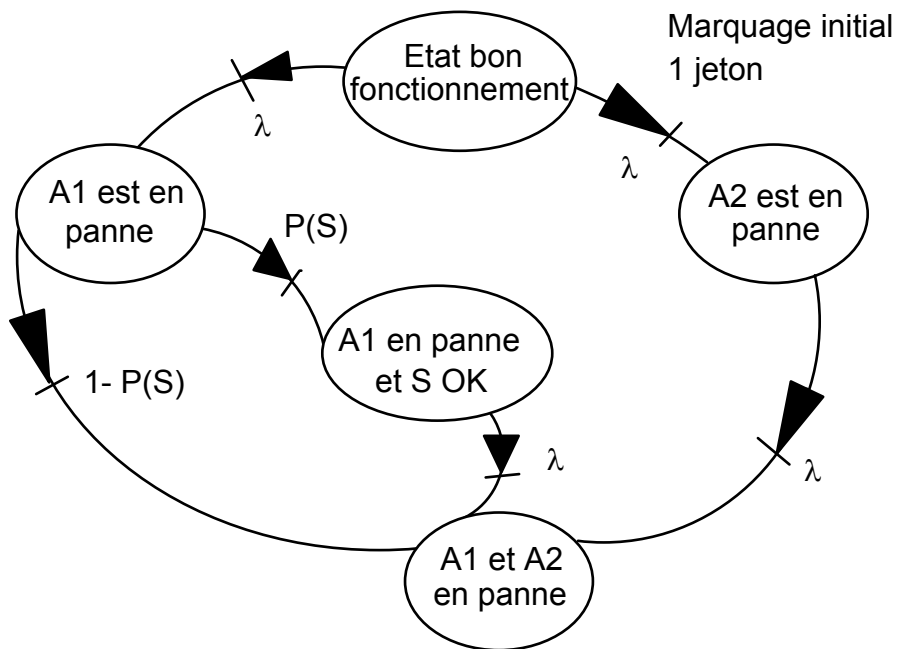 Marquage initial
1 jeton
Etat bon
fonctionnement
λ
λ
A1 est en
panne
A2 est en
panne
P(S)
A1 en panne
et S OK
1- P(S)
λ
λ
A1 et A2
en panne